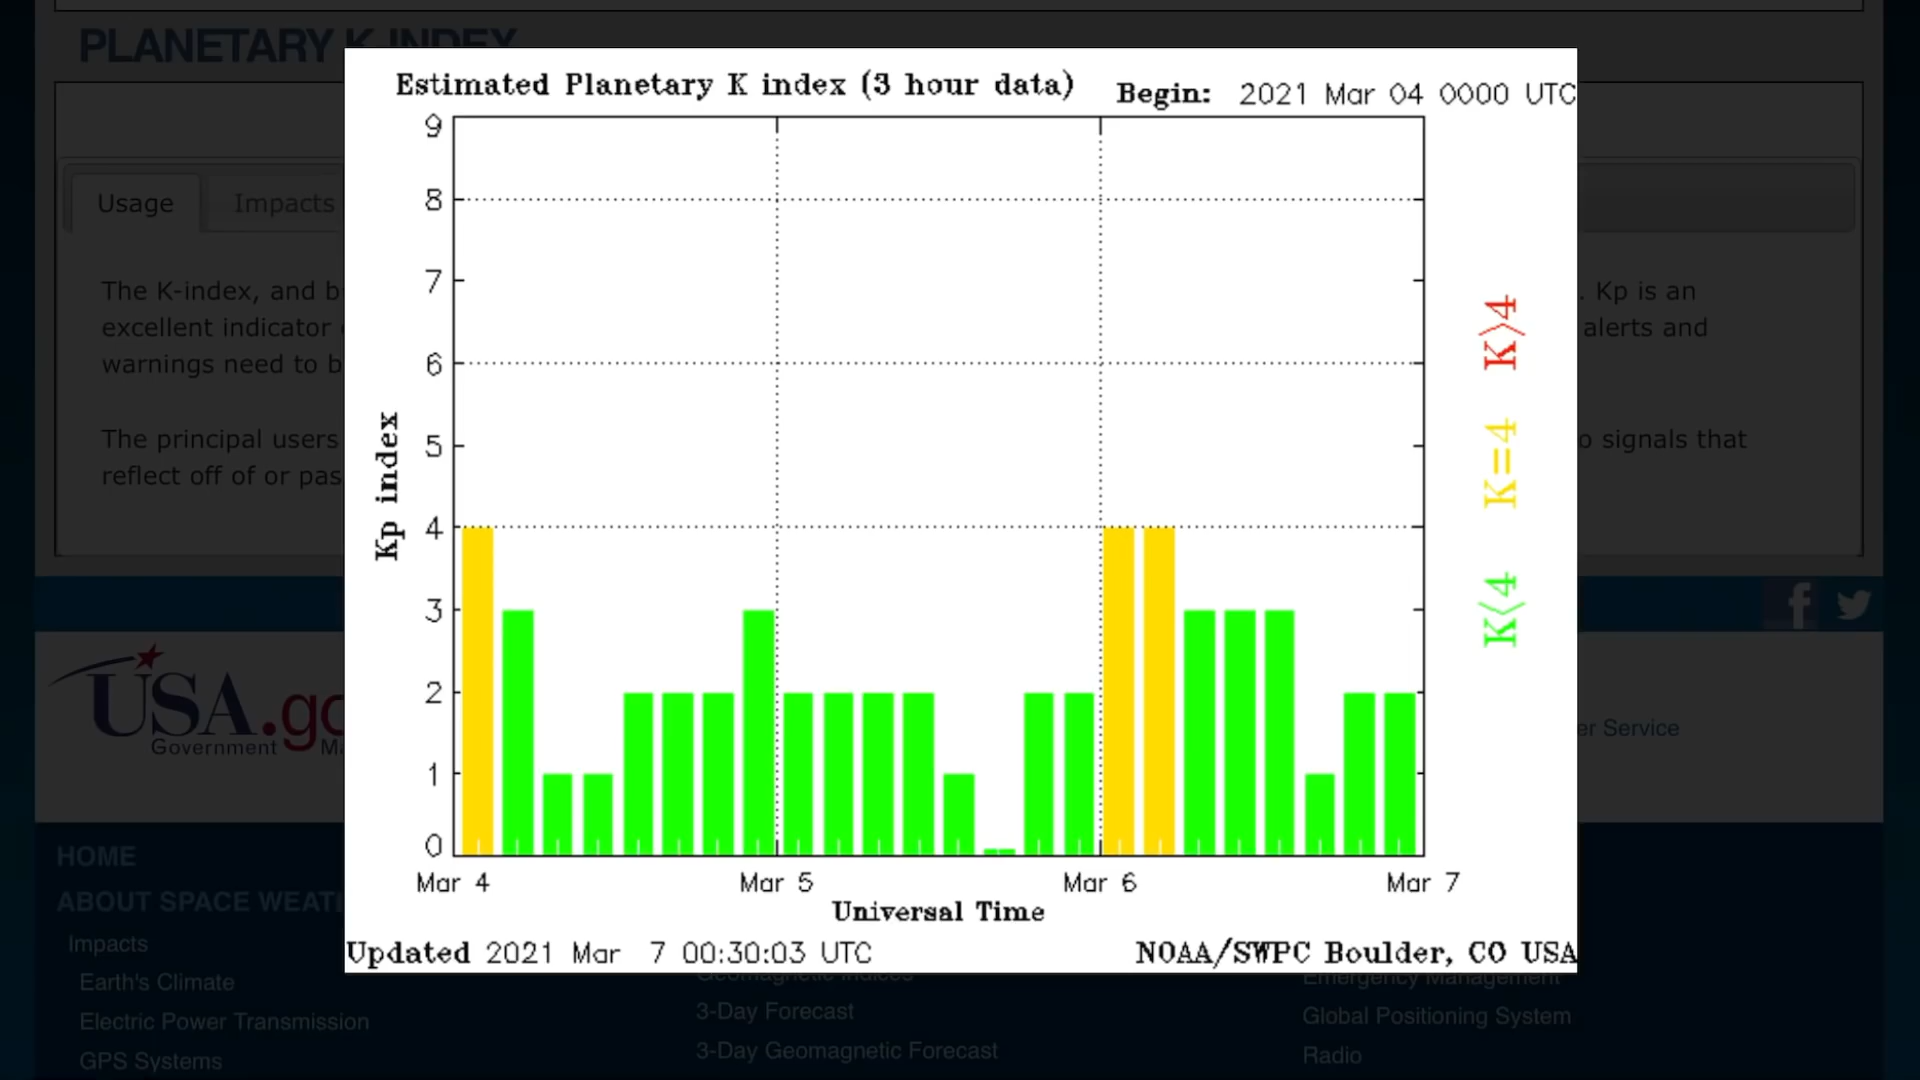 PLANETARY K INDEX
Estimated Planetary K index (3 hour data)
Begin: 2021 Mar 04 0000 UTC
9
8
7
6
5
4
3
2
1
0
Kp index
K>4
K=4
K<4
Mar 4
Mar 5
Mar 6
Mar 7
Universal Time
Updated 2021 Mar 7 00:30:03 UTC
NOAA/SWPC Boulder, CO USA
Usage
Impacts
The K-index, and b
. Kp is an
excellent indicator
alerts and
warnings need to b
The principal users
o signals that
reflect off of or pas
USA.go
Government Ma
er Service
HOME
ABOUT SPACE WEAT
Impacts
Earth's Climate
Electric Power Transmission
GPS Systems
Geomagnetic Indices
3-Day Forecast
3-Day Geomagnetic Forecast
Emergency Management
Global Positioning System
Radio